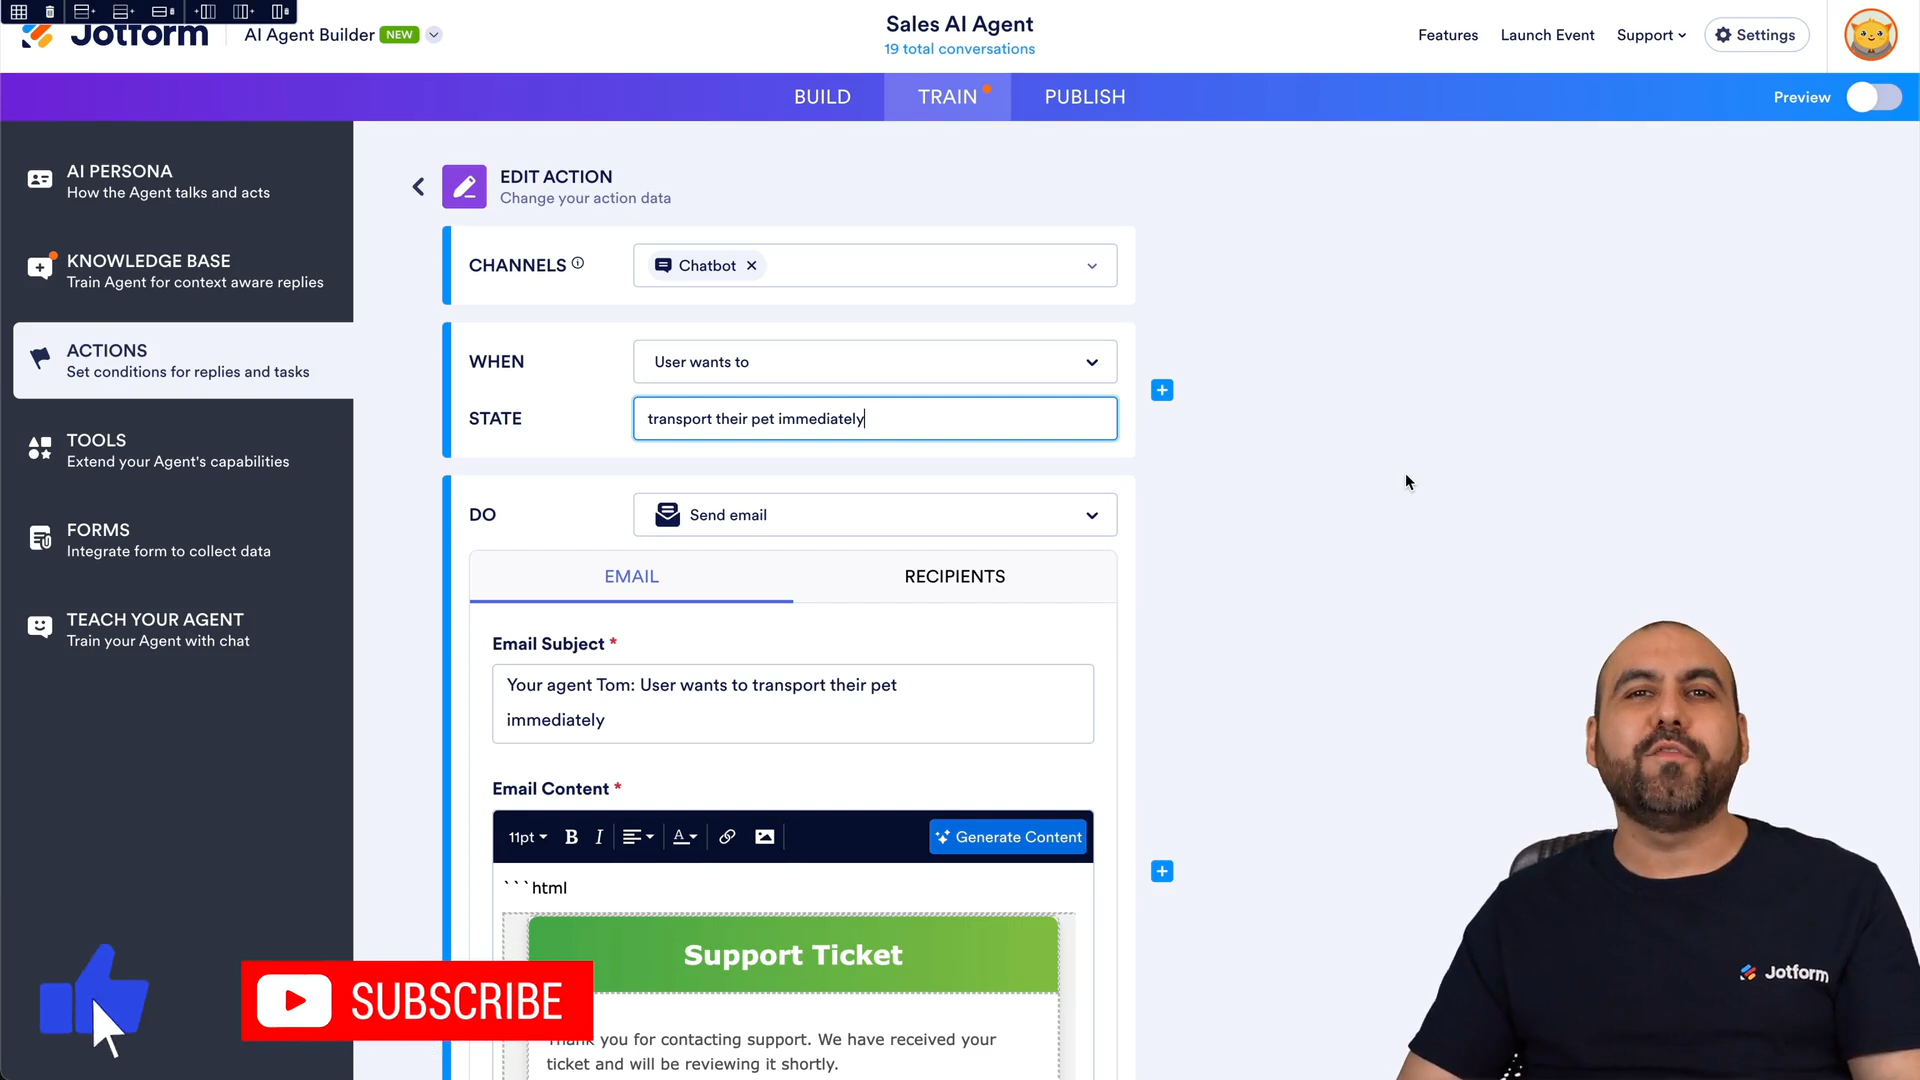 Jotform
AI Agent Builder NEW
Sales AI Agent
19 total conversations
Features Launch Event Support Settings
BUILD TRAIN PUBLISH
Preview
AI PERSONA
How the Agent talks and acts
KNOWLEDGE BASE
Train Agent for context aware replies
ACTIONS
Set conditions for replies and tasks
TOOLS
Extend your Agent's capabilities
FORMS
Integrate form to collect data
TEACH YOUR AGENT
Train your Agent with chat
EDIT ACTION
Change your action data
CHANNELS Chatbot
WHEN User wants to
STATE transport their pet immediately
DO Send email
EMAIL RECIPIENTS
Email Subject *
Your agent Tom: User wants to transport their pet
immediately
Email Content *
11pt B I A Generate Content
```html
Support Ticket
you for contacting support. We have received your
ticket and will be reviewing it shortly.
SUBSCRIBE
Jotform